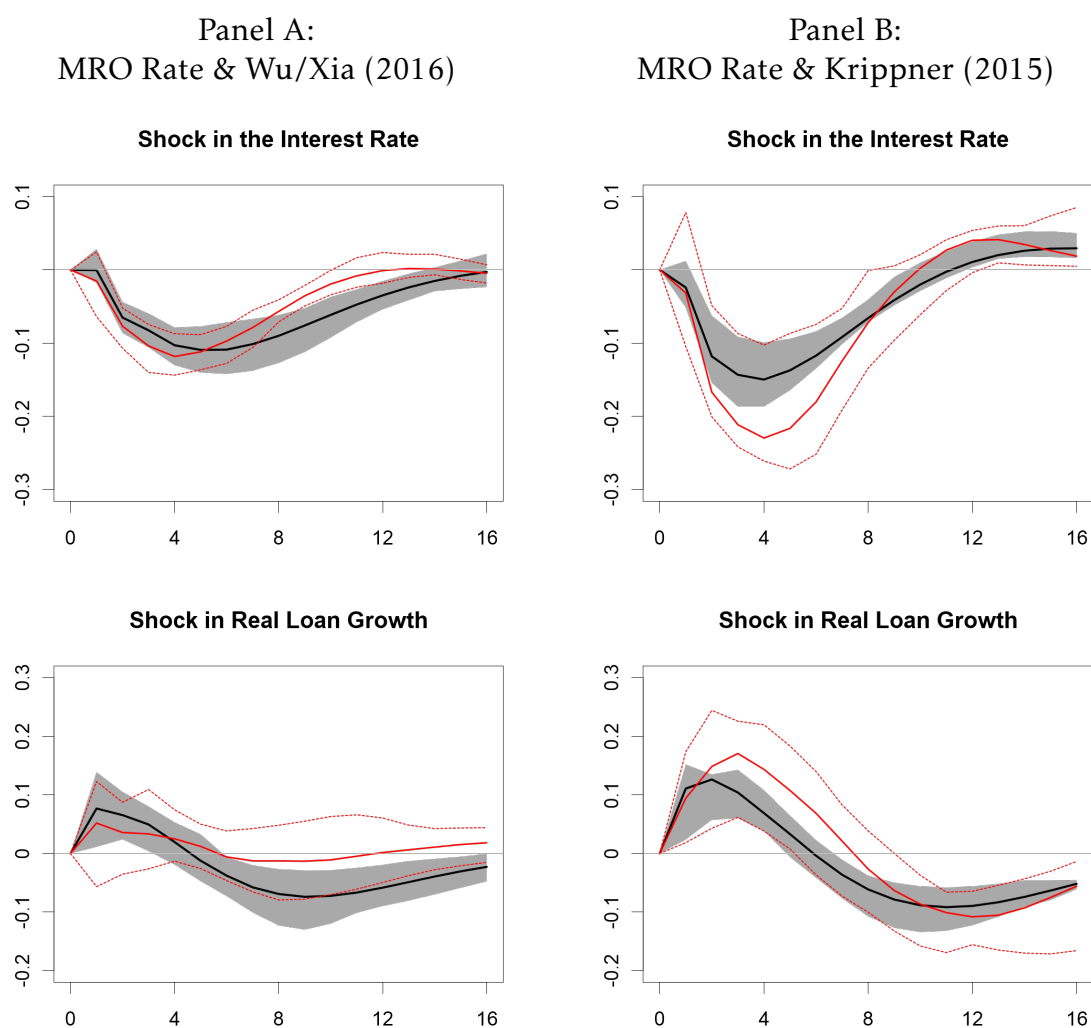 Panel A:
MRO Rate & Wu/Xia (2016)
Panel B:
MRO Rate & Krippner (2015)
Shock in the Interest Rate
0.1
-0.1
-0.2
-0.3
0 4 8 12 16
Shock in the Interest Rate
0.1
-0.1
-0.2
-0.3
0 4 8 12 16
Shock in Real Loan Growth
0.3
0.2
0.1
0
-0.1
-0.2
0 4 8 12 16
Shock in Real Loan Growth
0.3
0.2
0.1
0
-0.1
-0.2
0 4 8 12 16